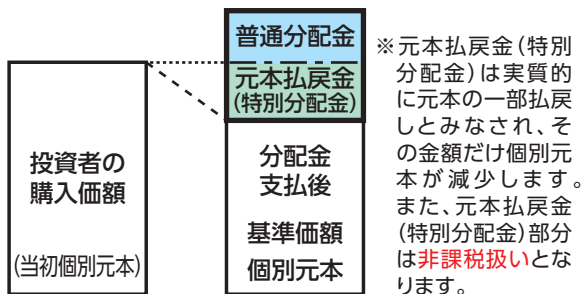 投資者の
購入価額
(当初個別元本)
普通分配金
元本払戻金
(特別分配金)
分配金
支払後
基準価額
個別元本
※元本払戻金(特別
分配金)は実質的
に元本の一部払戻
しとみなされ、そ
の金額だけ個別元
本が減少します。
また、元本払戻金
(特別分配金)部分
は非課税扱いとな
ります。